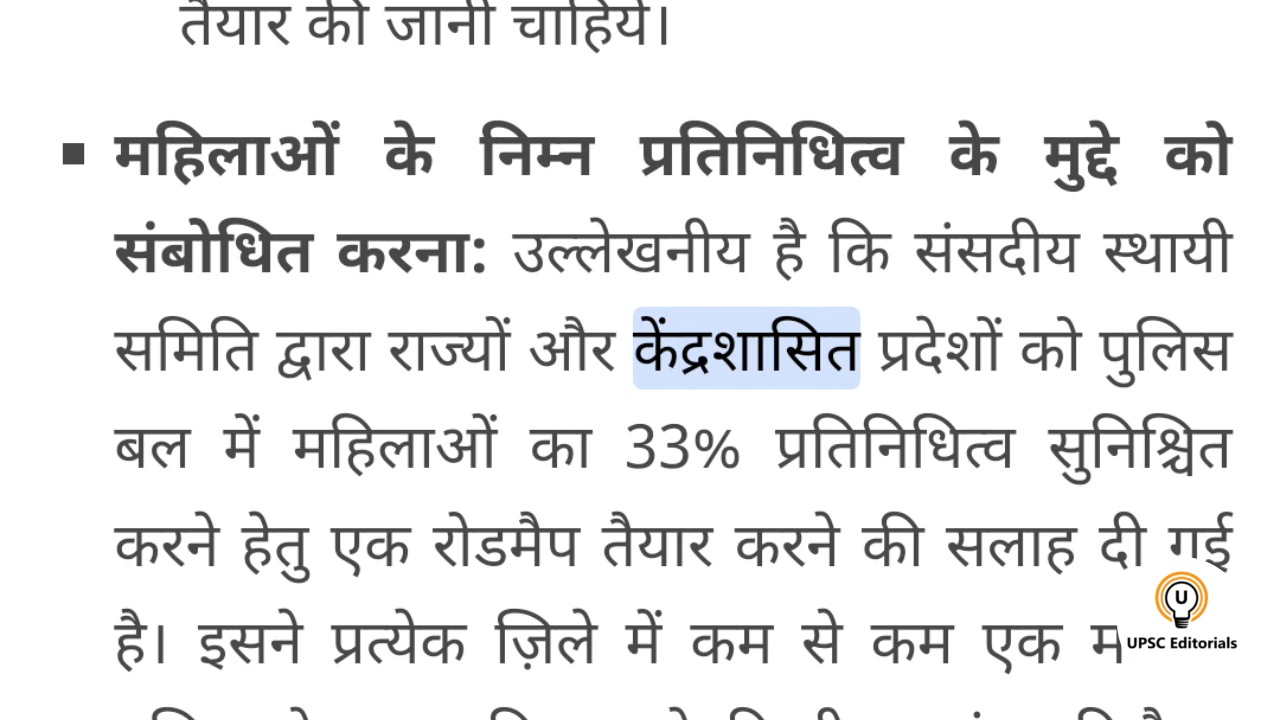 तैयार की जानी चाहिये।
▪ महिलाओं के निम्न प्रतिनिधित्व के मुद्दे को
संबोधित करना: उल्लेखनीय है कि संसदीय स्थायी
समिति द्वारा राज्यों और केंद्रशासित प्रदेशों को पुलिस
बल में महिलाओं का 33% प्रतिनिधित्व सुनिश्चित
करने हेतु एक रोडमैप तैयार करने की सलाह दी गई
है। इसने प्रत्येक ज़िले में कम से कम एक
U
UPSC Editorials